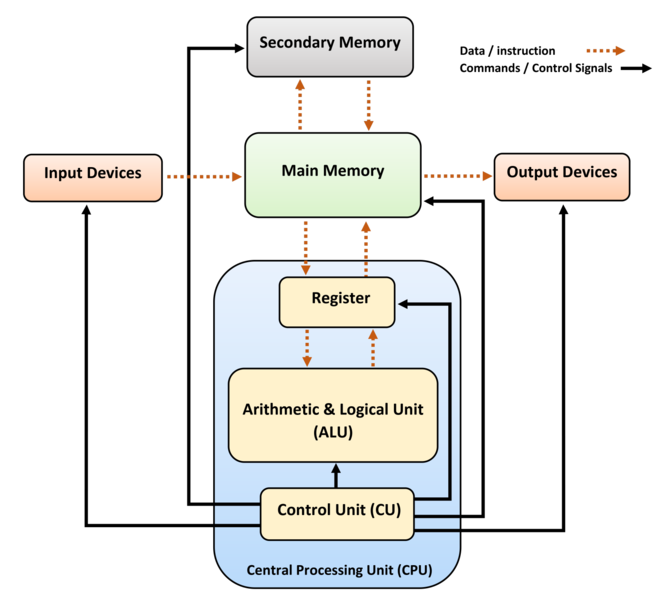 Secondary Memory
Data / instruction
Commands / Control Signals
Input Devices
Main Memory
Output Devices
Register
Arithmetic & Logical Unit
(ALU)
Control Unit (CU)
Central Processing Unit (CPU)